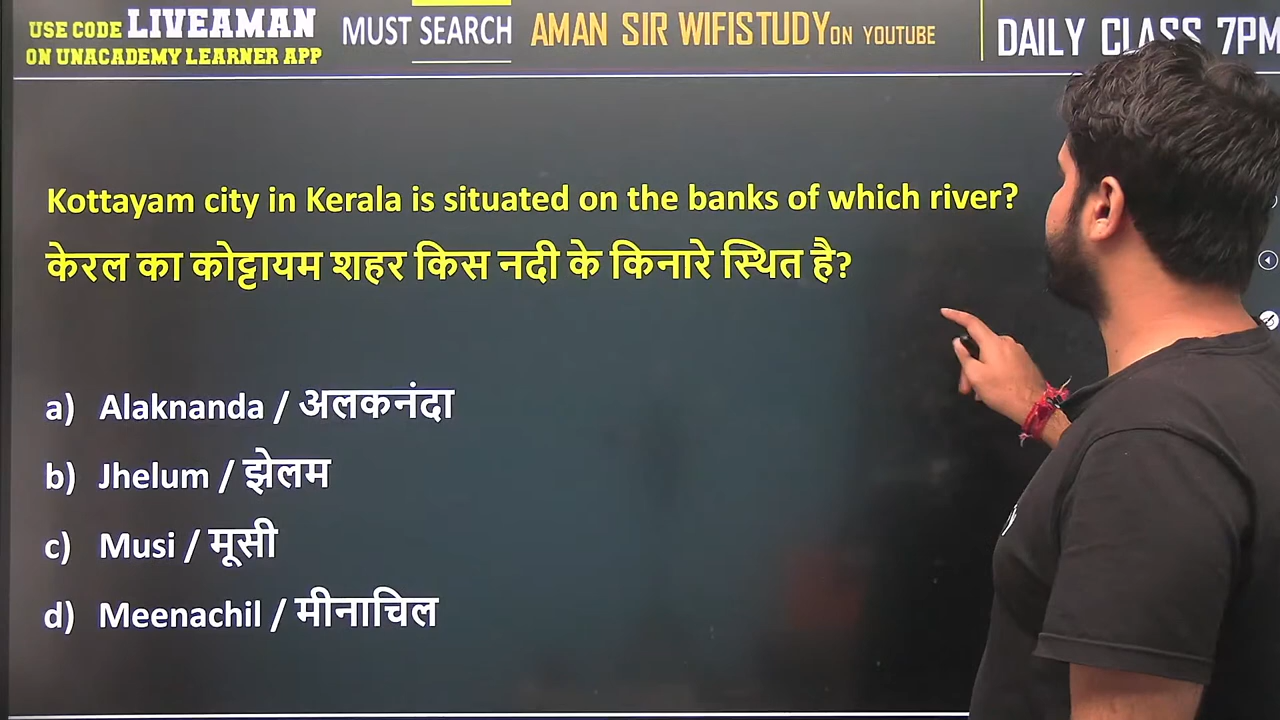 USE CODE LIVEAMAN
ON UNACADEMY LEARNER APP
MUST SEARCH
AMAN SIR WIFISTUDY ON YOUTUBE
DAILY CLASS 7PM
Kottayam city in Kerala is situated on the banks of which river?
केरल का कोट्टायम शहर किस नदी के किनारे स्थित है?
a) Alaknanda / अलकनंदा
b) Jhelum / झेलम
c) Musi / मूसी
d) Meenachil / मीनाचिल